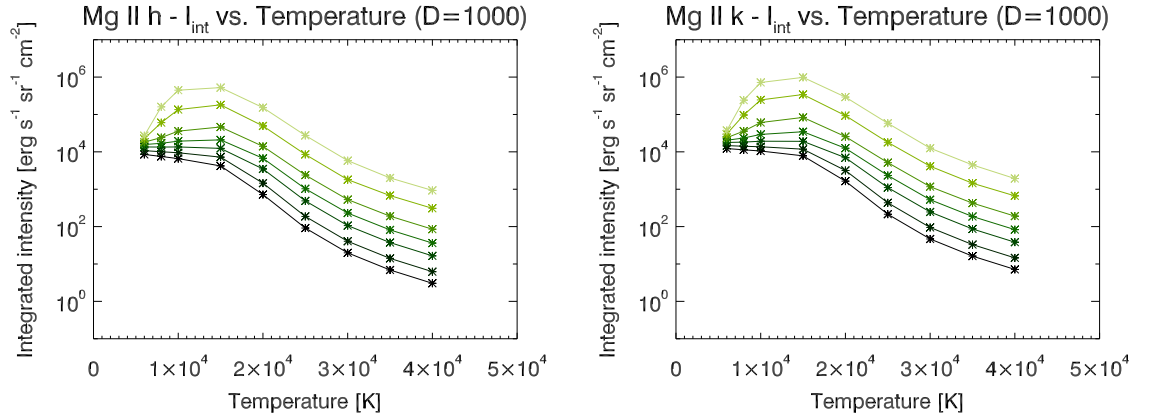 Mg II h - I_int vs. Temperature (D=1000)
Integrated intensity [erg s^-1 sr^-1 cm^-2]
10^6
10^4
10^2
10^0
0 1×10^4 2×10^4 3×10^4 4×10^4 5×10^4
Temperature [K]
Mg II k - I_int vs. Temperature (D=1000)
Integrated intensity [erg s^-1 sr^-1 cm^-2]
10^6
10^4
10^2
10^0
0 1×10^4 2×10^4 3×10^4 4×10^4 5×10^4
Temperature [K]